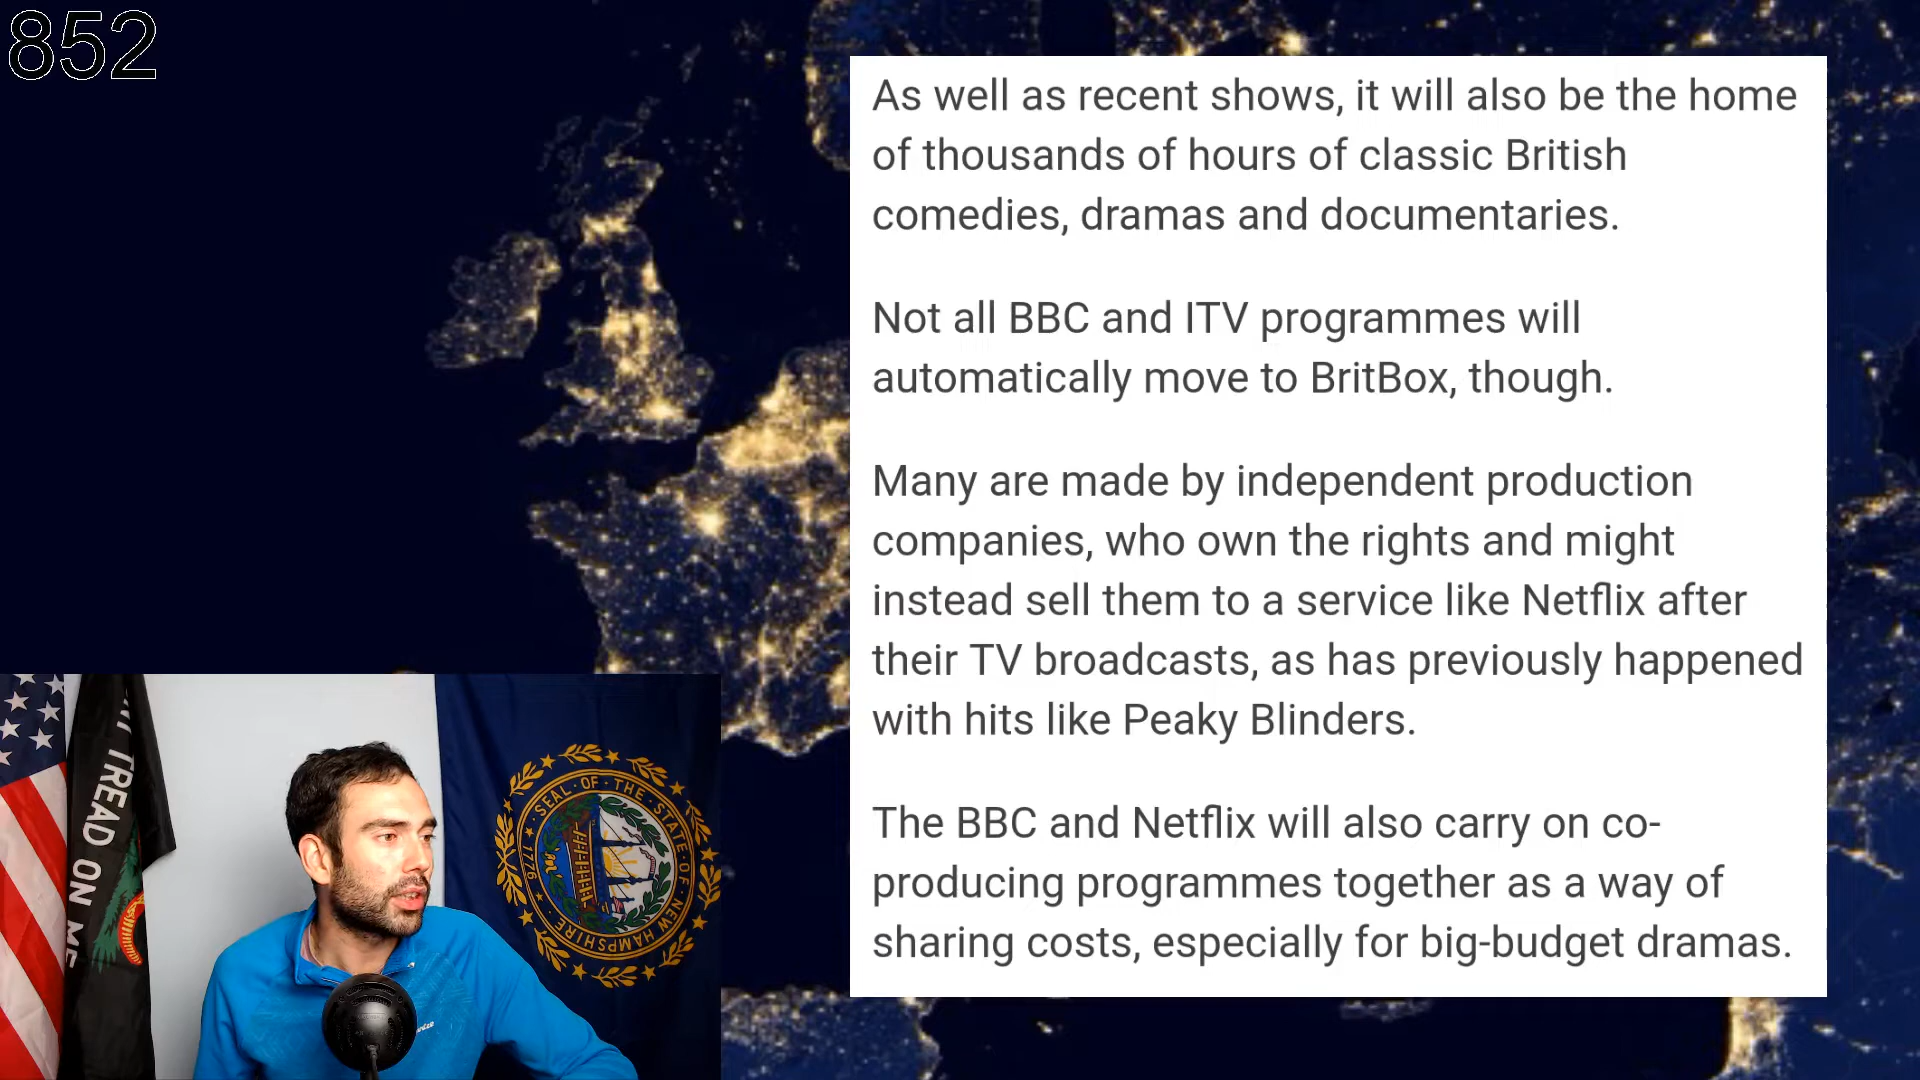 852
As well as recent shows, it will also be the home
of thousands of hours of classic British
comedies, dramas and documentaries.
Not all BBC and ITV programmes will
automatically move to BritBox, though.
Many are made by independent production
companies, who own the rights and might
instead sell them to a service like Netflix after
their TV broadcasts, as has previously happened
with hits like Peaky Blinders.
The BBC and Netflix will also carry on co-
producing programmes together as a way of
sharing costs, especially for big-budget dramas.
TREAD ON ME
SEAL · OF · THE · STATE · OF · NEW HAMPSHIRE
1776